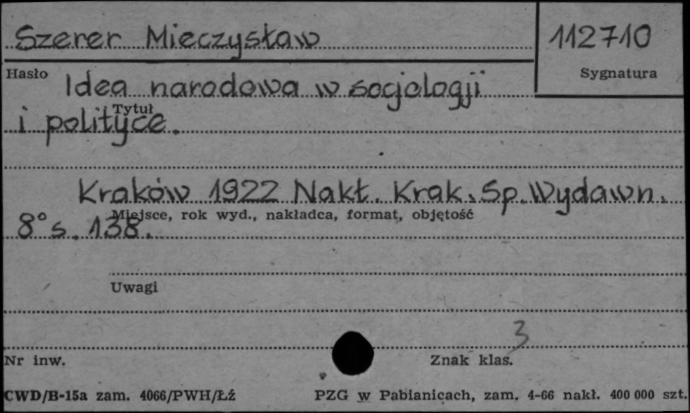 Szerer Mieczysław
112710
Hasło
Sygnatura
Idea narodowa w socjologji
Tytuł
i polityce.
Kraków 1922 Nakł. Krak. Sp. Wydawn.
Miejsce, rok wyd., nakładca, format, objętość
8° s. 138.
Uwagi
3
Nr inw.
Znak klas.
CWD/B-15a zam. 4066/PWH/Łź
PZG w Pabianicach, zam. 4-66 nakł. 400 000 szt.